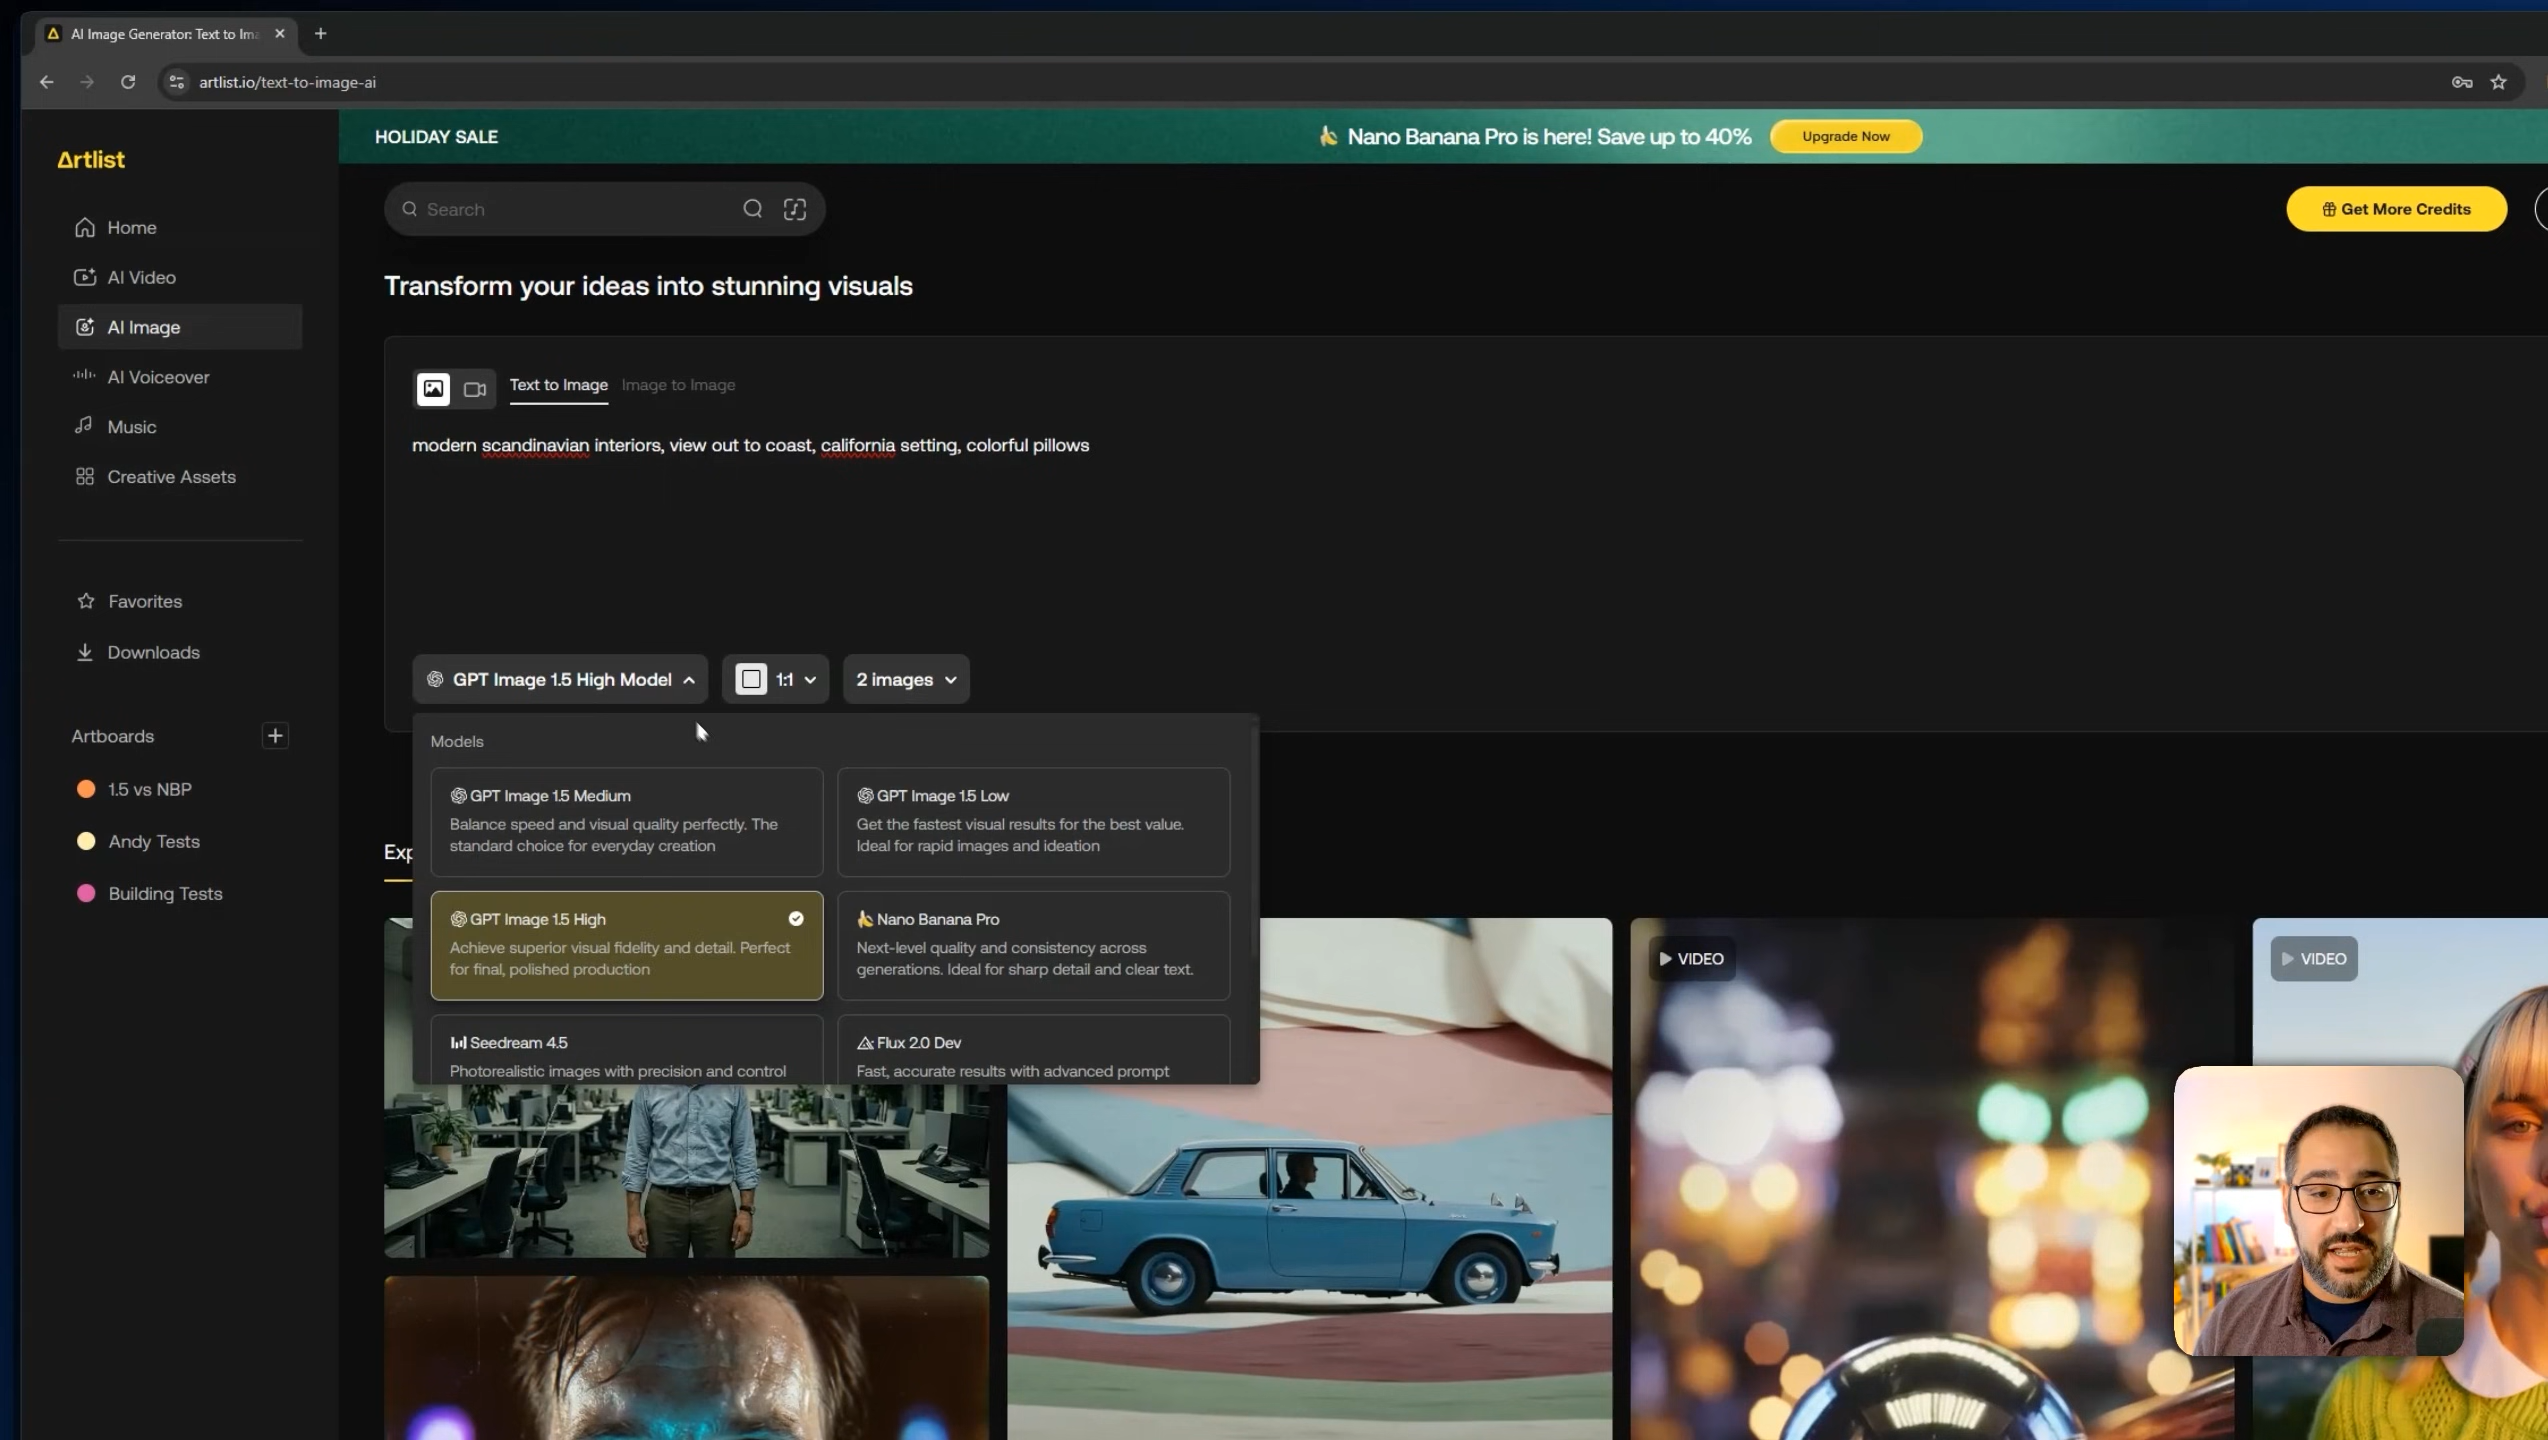 AI Image Generator: Text to Ima
artlist.io/text-to-image-ai
Artlist
HOLIDAY SALE
Nano Banana Pro is here! Save up to 40%
Upgrade Now
Search
Get More Credits
Home
AI Video
AI Image
AI Voiceover
Music
Creative Assets
Favorites
Downloads
Artboards
1.5 vs NBP
Andy Tests
Building Tests
Transform your ideas into stunning visuals
Text to Image Image to Image
modern scandinavian interiors, view out to coast, california setting, colorful pillows
GPT Image 1.5 High Model
1:1
2 images
Models
GPT Image 1.5 Medium
Balance speed and visual quality perfectly. The
standard choice for everyday creation
GPT Image 1.5 Low
Get the fastest visual results for the best value.
Ideal for rapid images and ideation
GPT Image 1.5 High
Achieve superior visual fidelity and detail. Perfect
for final, polished production
Nano Banana Pro
Next-level quality and consistency across
generations. Ideal for sharp detail and clear text.
Seedream 4.5
Photorealistic images with precision and control
Flux 2.0 Dev
Fast, accurate results with advanced prompt
Exp
VIDEO
VIDEO